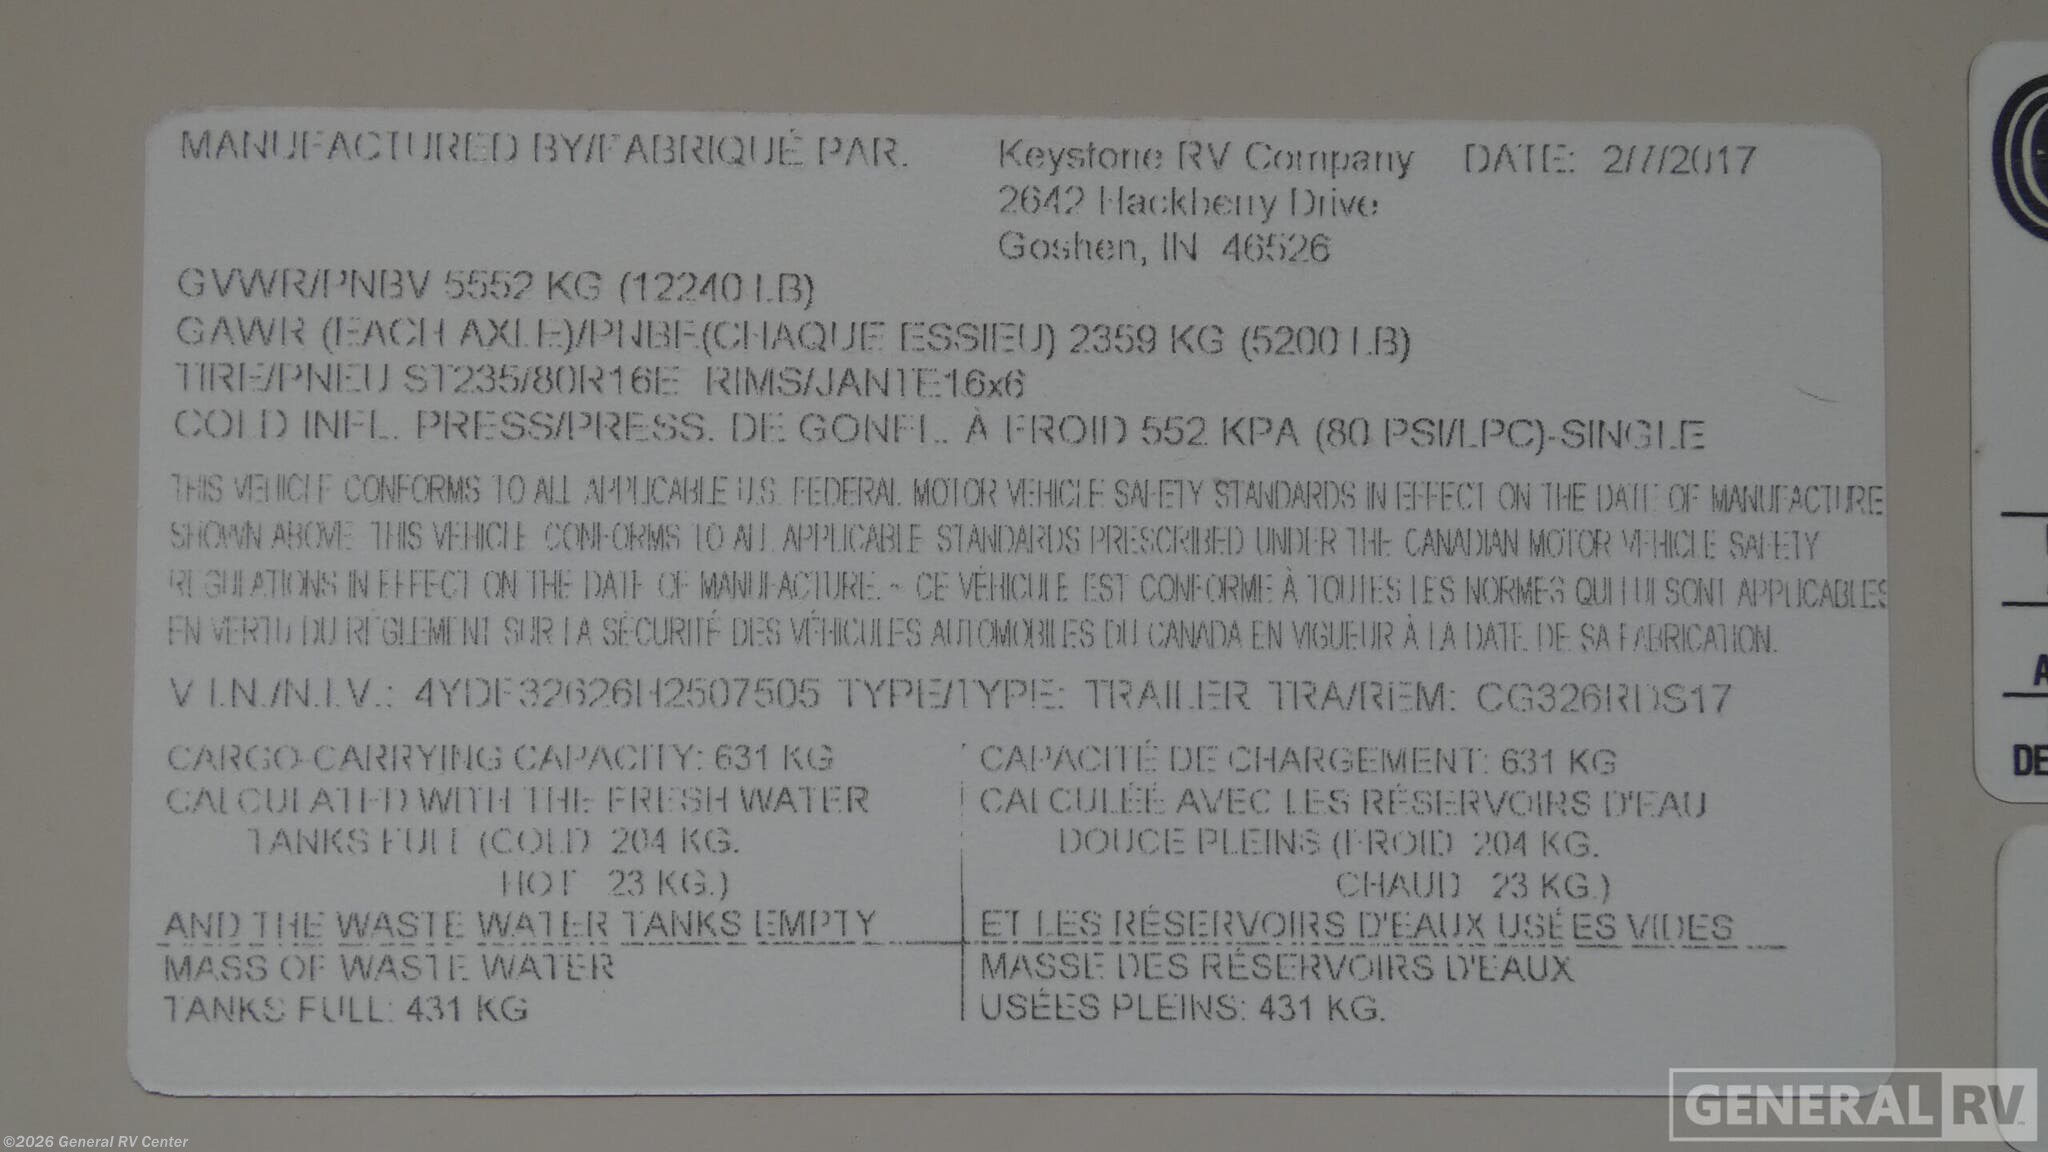 MANUFACTURED BY/FABRIQUÉ PAR. Keystone RV Company DATE: 2/7/2017
2642 Hackberry Drive
Goshen, IN 46526
GVWR/PNBV 5552 KG (12240 LB)
GAWR (EACH AXLE)/PNBE(CHAQUE ESSIEU) 2359 KG (5200 LB)
TIRE/PNEU ST235/80R16E RIMS/JANTE16x6
COLD INFL. PRESS/PRESS. DE GONFL. À FROID 552 KPA (80 PSI/LPC)-SINGLE
THIS VEHICLE CONFORMS TO ALL APPLICABLE U.S. FEDERAL MOTOR VEHICLE SAFETY STANDARDS IN EFFECT ON THE DATE OF MANUFACTURE
SHOWN ABOVE. THIS VEHICLE CONFORMS TO ALL APPLICABLE STANDARDS PRESCRIBED UNDER THE CANADIAN MOTOR VEHICLE SAFETY
REGULATIONS IN EFFECT ON THE DATE OF MANUFACTURE. ~ CE VÉHICULE EST CONFORME À TOUTES LES NORMES QUI LUI SONT APPLICABLES
EN VERTU DU RÉGLEMENT SUR LA SÉCURITÉ DES VÉHICULES AUTOMOBILES DU CANADA EN VIGUEUR À LA DATE DE SA FABRICATION.
V.I.N./N.I.V.: 4YDF32626H2507505 TYPE/TYPE: TRAILER TRA/REM: CG326RDS17
CARGO-CARRYING CAPACITY: 631 KG
CALCULATED WITH THE FRESH WATER
TANKS FULL (COLD 204 KG.
HOT 23 KG.)
AND THE WASTE WATER TANKS EMPTY
MASS OF WASTE WATER
TANKS FULL: 431 KG
CAPACITÉ DE CHARGEMENT: 631 KG
CALCULÉE AVEC LES RÉSERVOIRS D'EAU
DOUCE PLEINS (FROID 204 KG.
CHAUD 23 KG.)
ET LES RÉSERVOIRS D'EAUX USÉES VIDES
MASSE DES RÉSERVOIRS D'EAUX
USÉES PLEINS: 431 KG.
DE
GENERAL RV
©2026 General RV Center